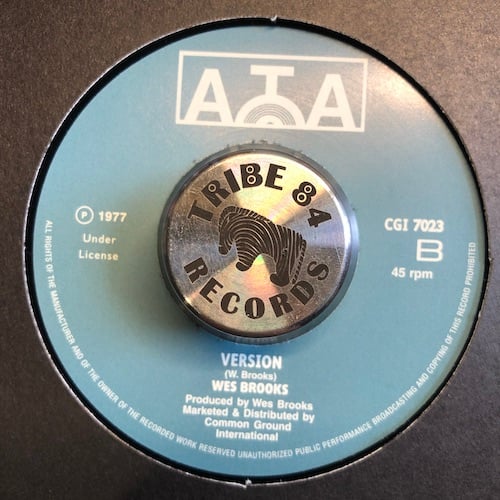 ATA
TRIBE 84
RECORDS
Ⓟ 1977
Under
License
CGI 7023
B
45 rpm
VERSION
(W. Brooks)
WES BROOKS
Produced by Wes Brooks
Marketed & Distributed by
Common Ground
International
ALL RIGHTS OF THE MANUFACTURER AND OF THE OWNER OF THE RECORDED WORK RESERVED UNAUTHORIZED PUBLIC PERFORMANCE BROADCASTING AND COPYING OF THIS RECORD PROHIBITED